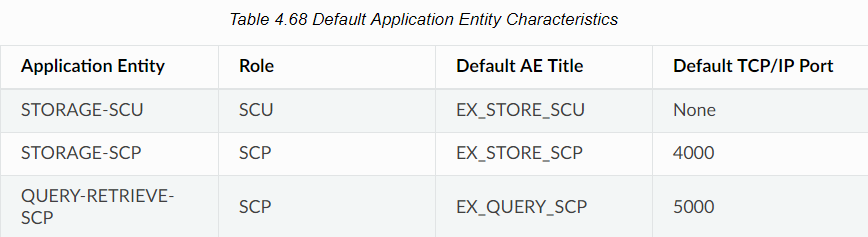 Table 4.68 Default Application Entity Characteristics
Application Entity Role Default AE Title Default TCP/IP Port
STORAGE-SCU SCU EX_STORE_SCU None
STORAGE-SCP SCP EX_STORE_SCP 4000
QUERY-RETRIEVE-
SCP SCP EX_QUERY_SCP 5000